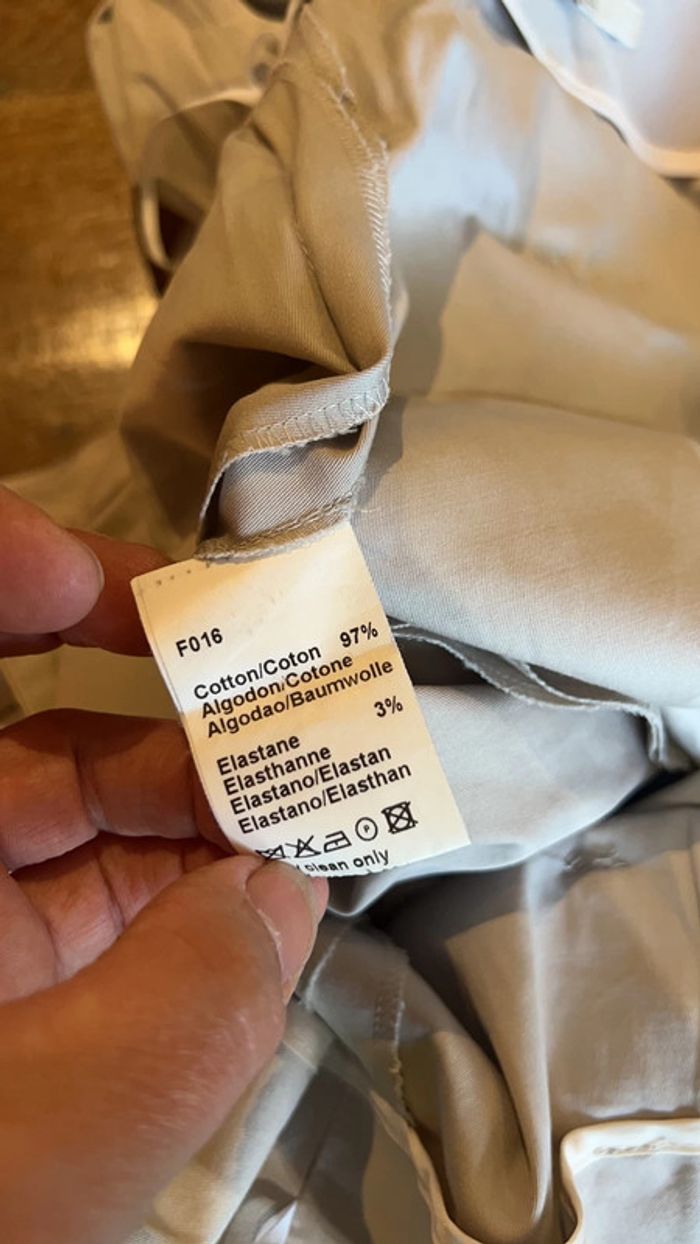 F016
Cotton/Coton 97%
Algodon/Cotone
Algodao/Baumwolle
3%
Elastane
Elasthanne
Elastano/Elastan
Elastano/Elasthan
P
clean only